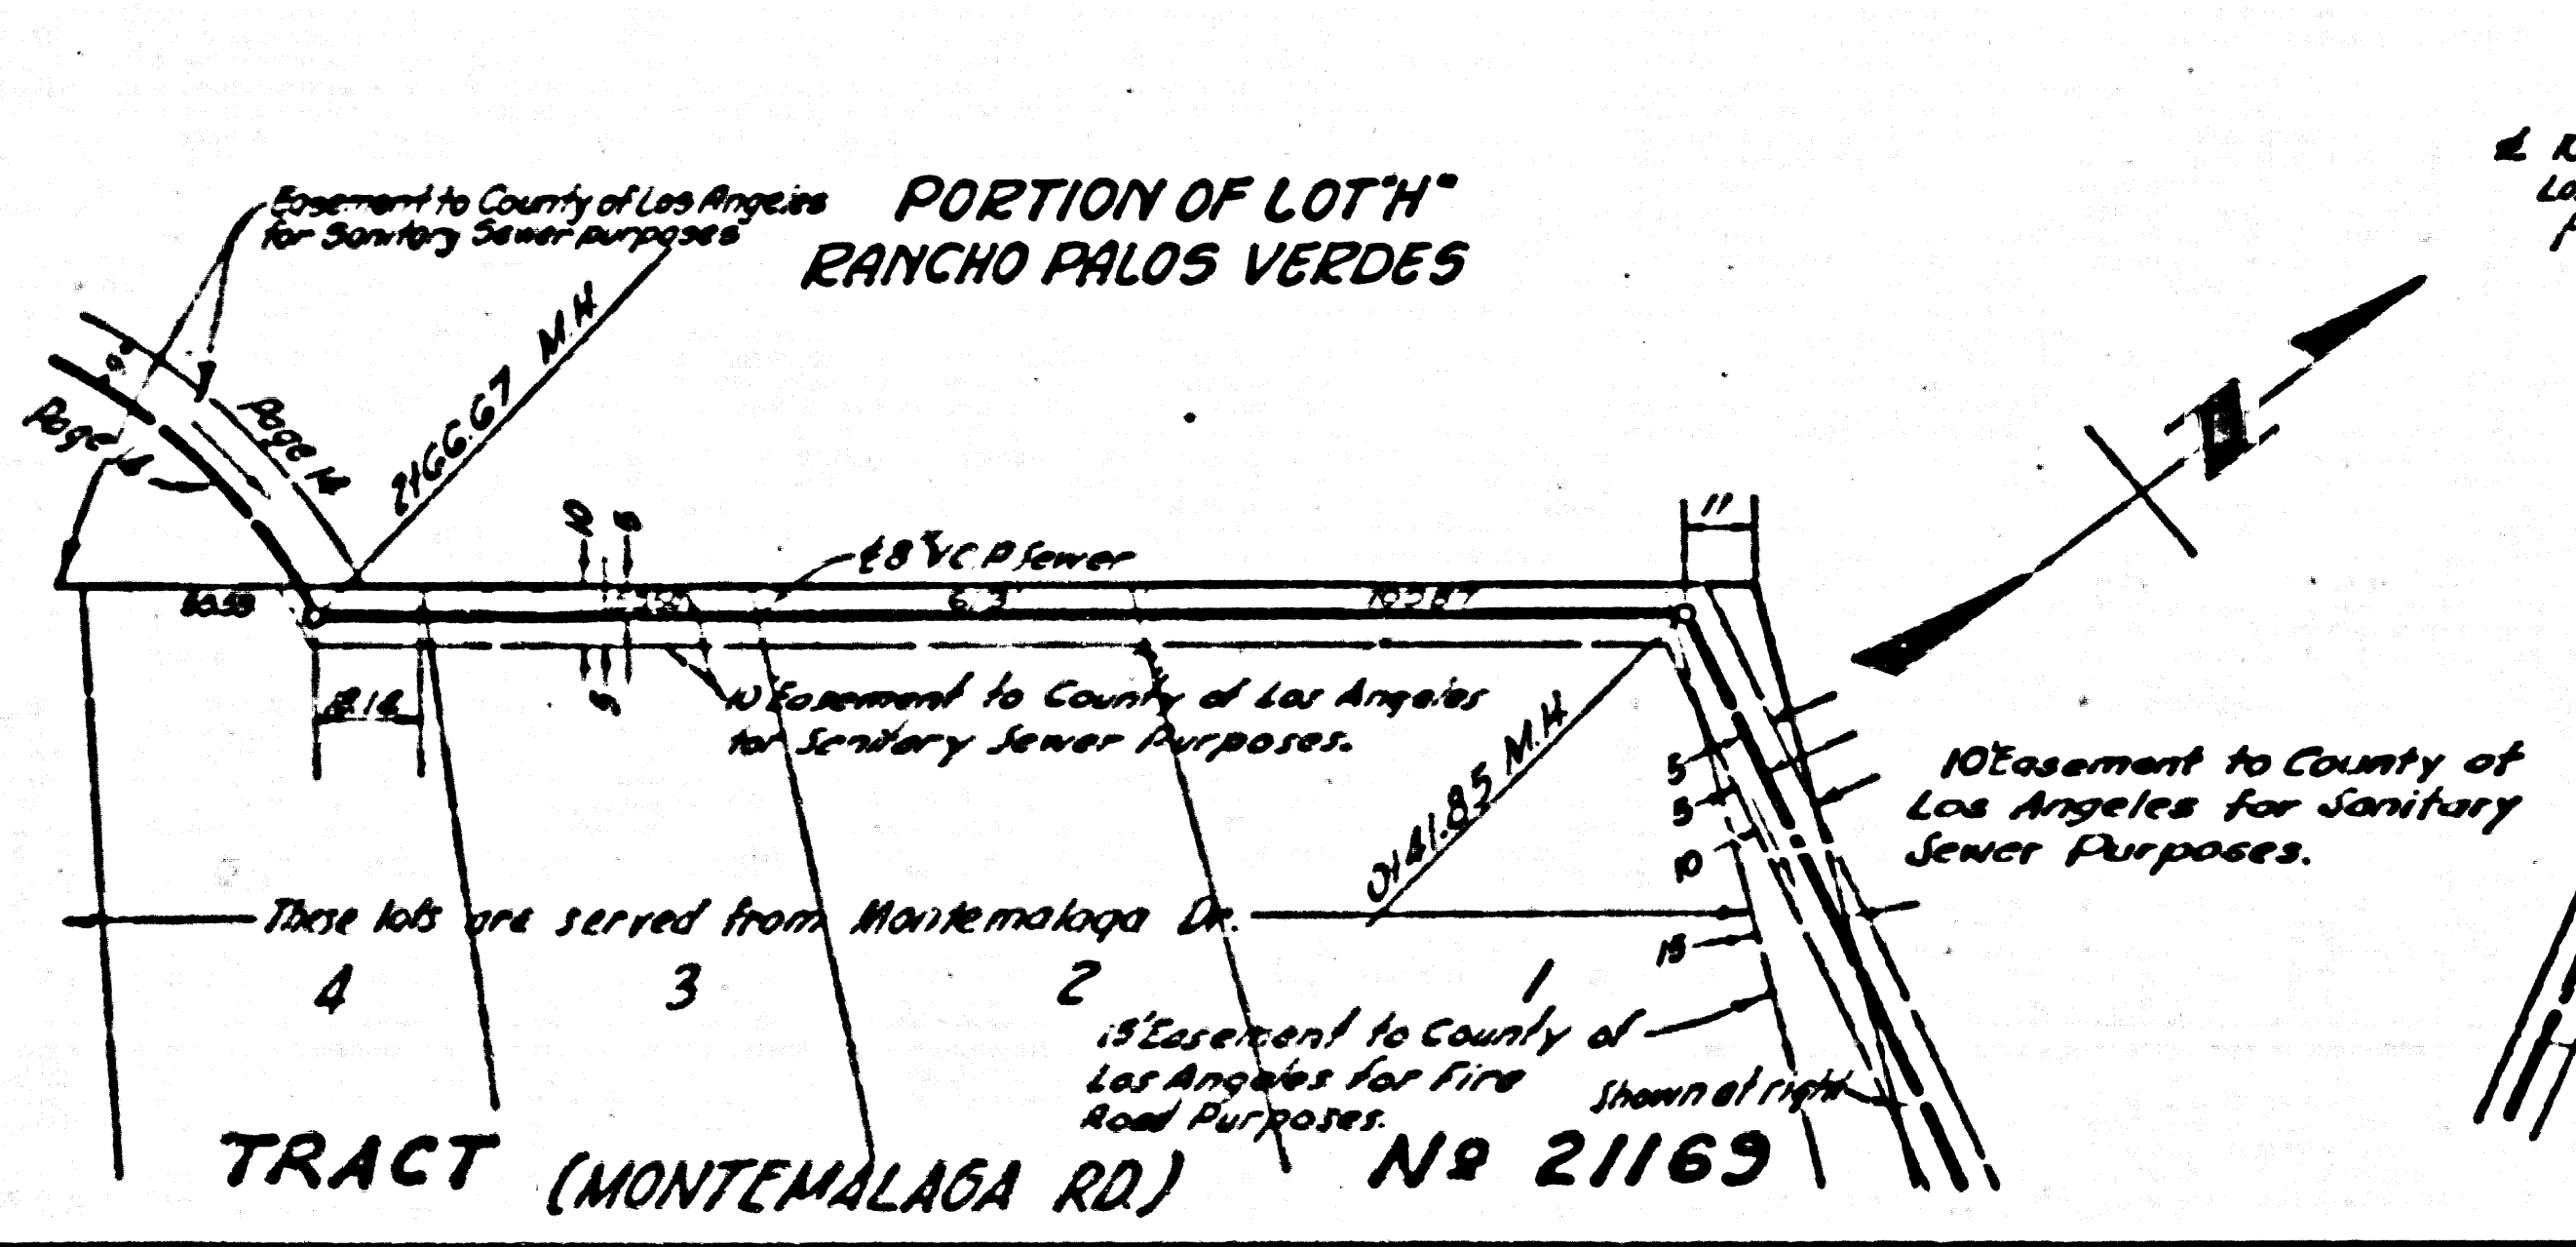 Easement to County of Los Angeles
for Sanitary Sewer purposes
PORTION OF LOT "H"
RANCHO PALOS VERDES
Page
Page 14
2+66.67 M.H
11
℄ 8" V C P Sewer
10' Easement to County of Los Angeles
for Sanitary Sewer Purposes.
0+41.85 M.H
5
5
10
15
10' Easement to County of
Los Angeles for Sanitary
Sewer Purposes.
These lots are served from Montemalaga Dr.
4 3 2 1
15' Easement to County of
Los Angeles for Fire
Road Purposes.
Shown at right
TRACT (MONTEMALAGA RD.) No 21169